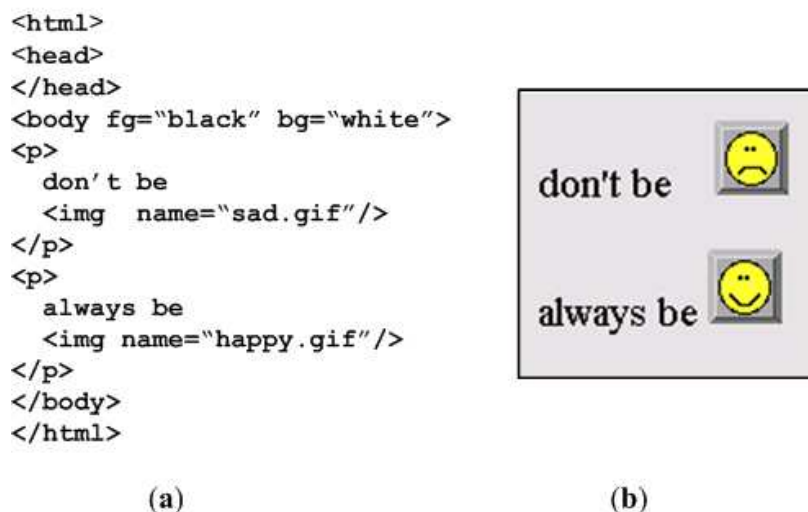 <html>
<head>
</head>
<body fg=“black” bg=“white”>
<p>
don’t be
<img name=“sad.gif”/>
</p>
<p>
always be
<img name=“happy.gif”/>
</p>
</body>
</html>
(a)
don't be
always be
(b)